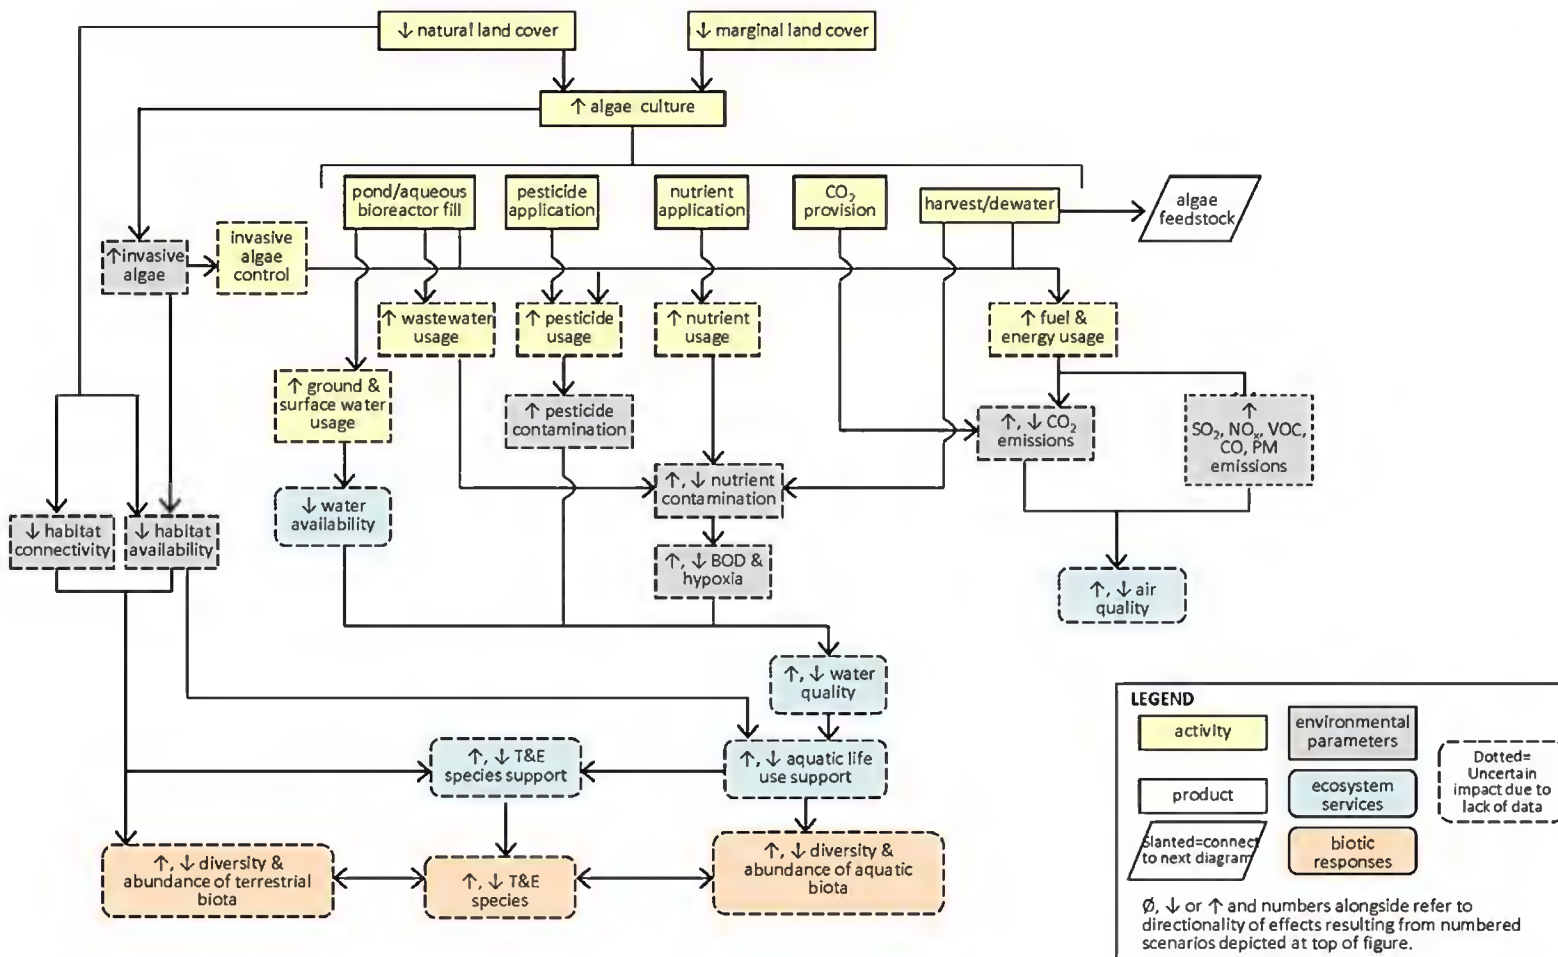 ↓ natural land cover
↓ marginal land cover
↑ algae culture
pond/aqueous
bioreactor fill
pesticide
application
nutrient
application
CO₂
provision
harvest/dewater
algae
feedstock
↑invasive
algae
invasive
algae
control
↑ wastewater
usage
↑ pesticide
usage
↑ nutrient
usage
↑ fuel &
energy usage
↑ ground &
surface water
usage
↑ pesticide
contamination
↑, ↓ CO₂
emissions
↑
SO₂, NOₓ, VOC,
CO, PM
emissions
↑, ↓ nutrient
contamination
↓ water
availability
↓ habitat
connectivity
↓ habitat
availability
↑, ↓ BOD &
hypoxia
↑, ↓ air
quality
↑, ↓ water
quality
↑, ↓ T&E
species support
↑, ↓ aquatic life
use support
↑, ↓ diversity &
abundance of terrestrial
biota
↑, ↓ T&E
species
↑, ↓ diversity &
abundance of aquatic
biota
LEGEND
activity
environmental
parameters
product
ecosystem
services
Dotted=
Uncertain
impact due to
lack of data
Slanted=connect
to next diagram
biotic
responses
Ø, ↓ or ↑ and numbers alongside refer to
directionality of effects resulting from numbered
scenarios depicted at top of figure.